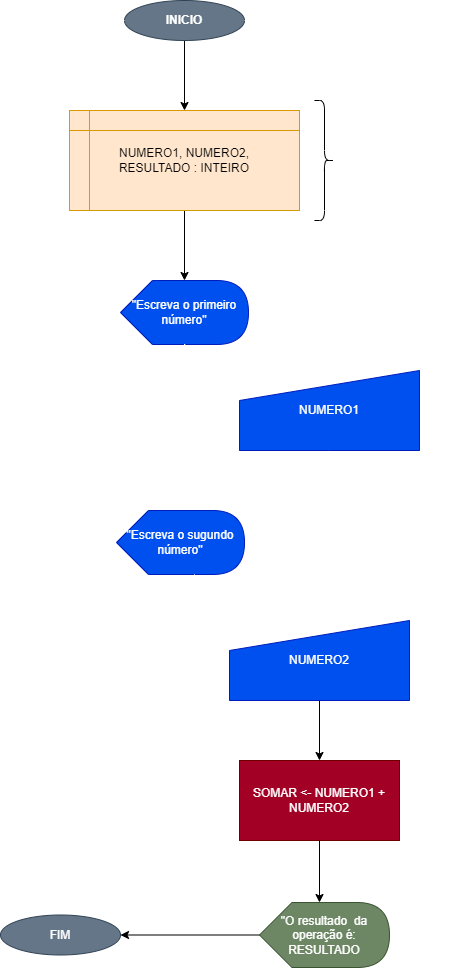 INICIO
NUMERO1, NUMERO2,
RESULTADO : INTEIRO
"Escreva o primeiro
número"
NUMERO1
"Escreva o sugundo
número"
NUMERO2
SOMAR <- NUMERO1 +
NUMERO2
"O resultado  da
operação é:
RESULTADO
FIM